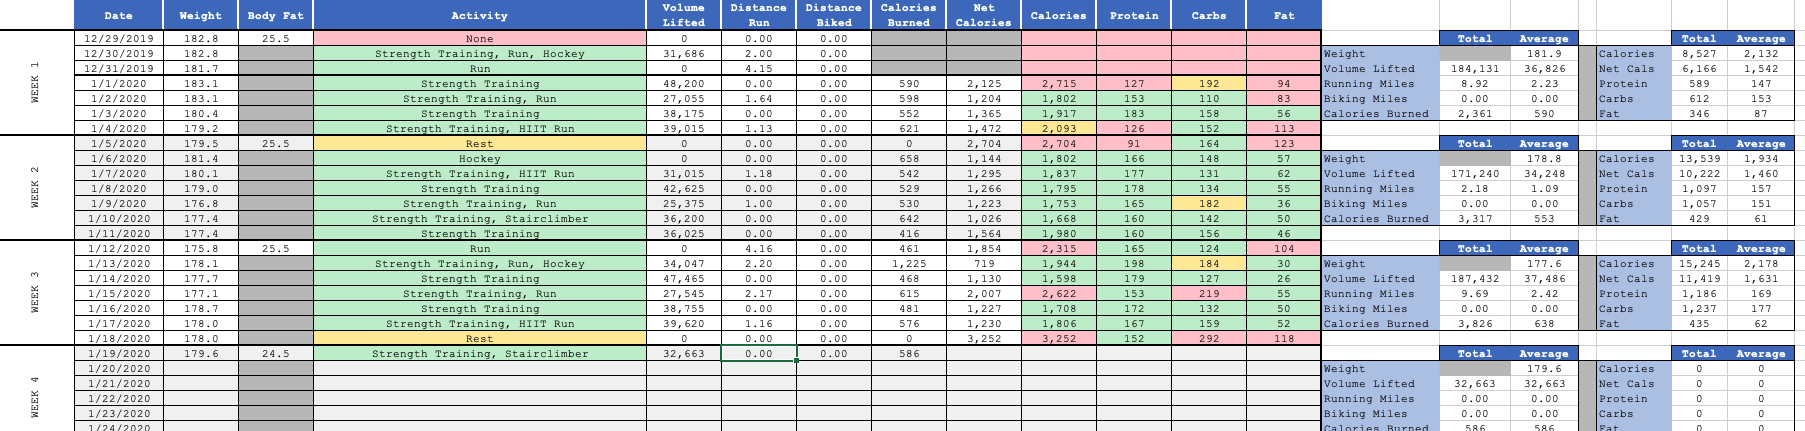 Date Weight Body Fat Activity Volume Lifted Distance Run Distance Biked Calories Burned Net Calories Calories Protein Carbs Fat
12/29/2019 182.8 25.5 None 0 0.00 0.00 Total Average Total Average
12/30/2019 182.8 Strength Training, Run, Hockey 31,686 2.00 0.00 Weight 181.9 Calories 8,527 2,132
12/31/2019 181.7 Run 0 4.15 0.00 Volume Lifted 184,131 36,826 Net Cals 6,166 1,542
WEEK 1
1/1/2020 183.1 Strength Training 48,200 0.00 0.00 590 2,125 2,715 127 192 94 Running Miles 8.92 2.23 Protein 589 147
1/2/2020 183.1 Strength Training, Run 27,055 1.64 0.00 598 1,204 1,802 153 110 83 Biking Miles 0.00 0.00 Carbs 612 153
1/3/2020 180.4 Strength Training 38,175 0.00 0.00 552 1,365 1,917 183 158 56 Calories Burned 2,361 590 Fat 346 87
1/4/2020 179.2 Strength Training, HIIT Run 39,015 1.13 0.00 621 1,472 2,093 126 152 113
1/5/2020 179.5 25.5 Rest 0 0.00 0.00 0 2,704 2,704 91 164 123 Total Average Total Average
1/6/2020 181.4 Hockey 0 0.00 0.00 658 1,144 1,802 166 148 57 Weight 178.8 Calories 13,539 1,934
1/7/2020 180.1 Strength Training, HIIT Run 31,015 1.18 0.00 542 1,295 1,837 177 131 62 Volume Lifted 171,240 34,248 Net Cals 10,222 1,460
WEEK 2
1/8/2020 179.0 Strength Training 42,625 0.00 0.00 529 1,266 1,795 178 134 55 Running Miles 2.18 1.09 Protein 1,097 157
1/9/2020 176.8 Strength Training 25,375 1.00 0.00 530 1,223 1,753 165 182 36 Biking Miles 0.00 0.00 Carbs 1,057 151
1/10/2020 177.4 Strength Training, Stairclimber 36,200 0.00 0.00 642 1,026 1,668 160 142 50 Calories Burned 3,317 553 Fat 429 61
1/11/2020 177.4 Strength Training 36,025 0.00 0.00 416 1,564 1,980 160 156 46
1/12/2020 175.8 25.5 Run 0 4.16 0.00 461 1,854 2,315 165 124 104 Total Average Total Average
1/13/2020 178.1 Strength Training, Run, Hockey 34,047 2.20 0.00 1,225 719 1,944 198 184 30 Weight 177.6 Calories 15,245 2,178
1/14/2020 177.7 Strength Training 47,465 0.00 0.00 468 1,130 1,598 179 127 26 Volume Lifted 187,432 37,486 Net Cals 11,419 1,631
WEEK 3
1/15/2020 177.1 Strength Training, Run 27,545 2.17 0.00 615 2,007 2,622 153 219 55 Running Miles 9.69 2.42 Protein 1,186 169
1/16/2020 178.7 Strength Training 38,755 0.00 0.00 481 1,227 1,708 172 132 50 Biking Miles 0.00 0.00 Carbs 1,237 177
1/17/2020 178.0 Strength Training, HIIT Run 39,620 1.16 0.00 576 1,230 1,806 167 159 52 Calories Burned 3,826 638 Fat 435 62
1/18/2020 178.0 Rest 0 0.00 0.00 0 3,252 3,252 152 292 118
1/19/2020 179.6 24.5 Strength Training, Stairclimber 32,663 0.00 0.00 586 Total Average Total Average
1/20/2020 Weight 179.6 Calories 0 0
1/21/2020 Volume Lifted 32,663 32,663 Net Cals 0 0
WEEK 4
1/22/2020 Running Miles 0.00 0.00 Protein 0 0
1/23/2020 Biking Miles 0.00 0.00 Carbs 0 0
1/24/2020 Calories Burned 586 586 Fat 0 0